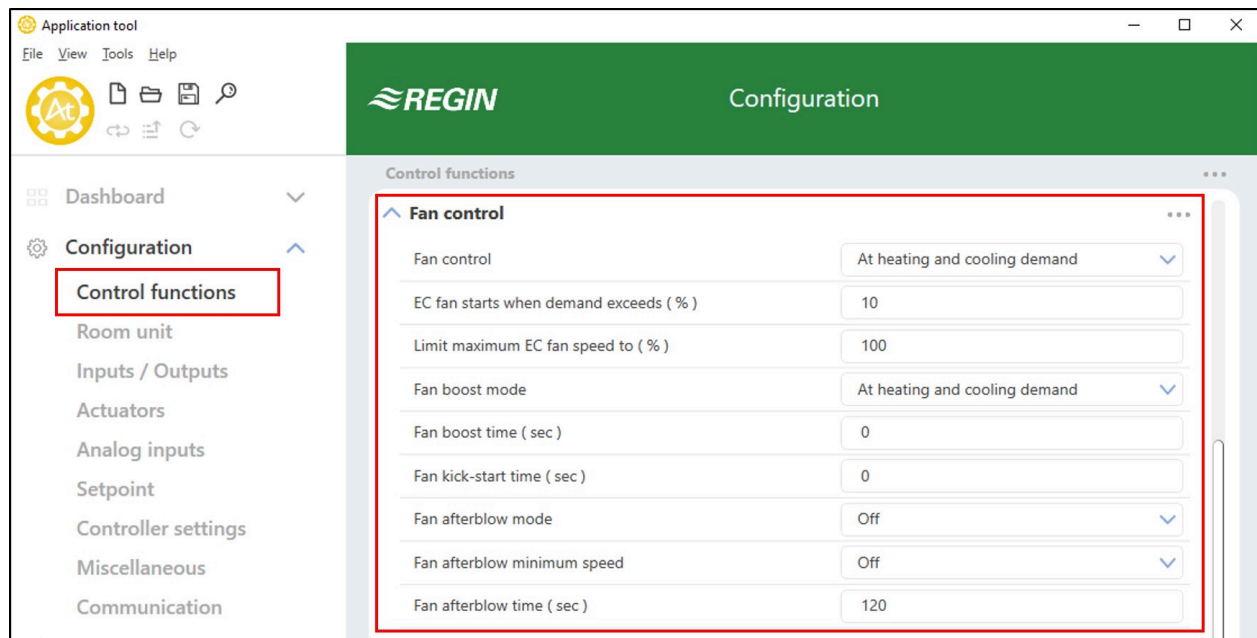 Application tool
File View Tools Help
At
REGIN
Configuration
Dashboard
Configuration
Control functions
Room unit
Inputs / Outputs
Actuators
Analog inputs
Setpoint
Controller settings
Miscellaneous
Communication
Control functions
Fan control
Fan control At heating and cooling demand
EC fan starts when demand exceeds ( % ) 10
Limit maximum EC fan speed to ( % ) 100
Fan boost mode At heating and cooling demand
Fan boost time ( sec ) 0
Fan kick-start time ( sec ) 0
Fan afterblow mode Off
Fan afterblow minimum speed Off
Fan afterblow time ( sec ) 120